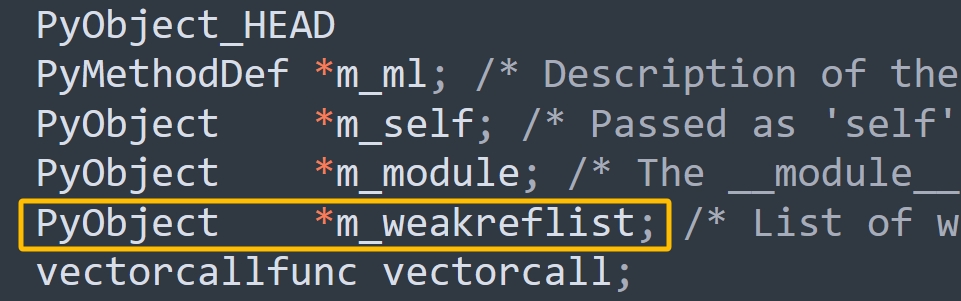 PyObject_HEAD
PyMethodDef *m_ml; /* Description of the
PyObject    *m_self; /* Passed as 'self'
PyObject    *m_module; /* The __module__
PyObject    *m_weakreflist; /* List of w
vectorcallfunc vectorcall;